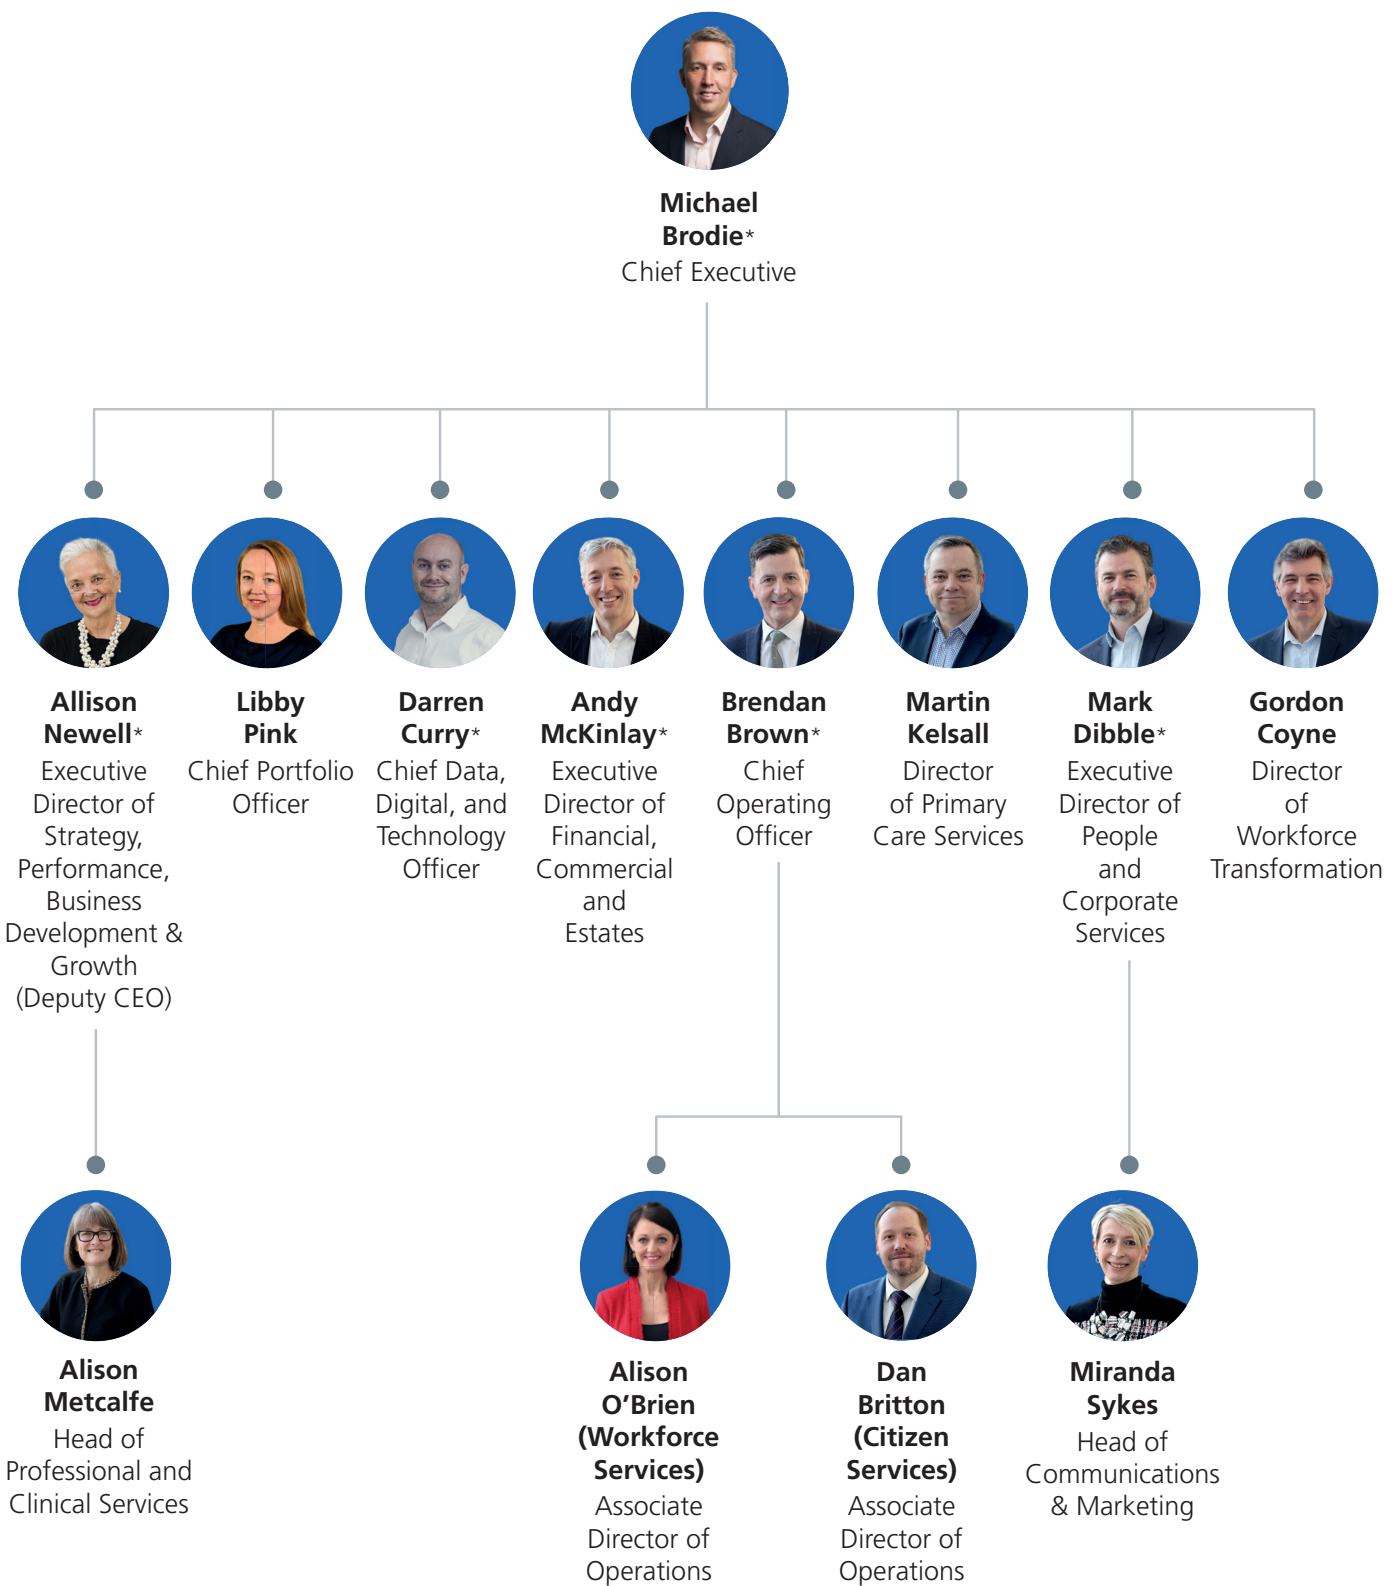 Michael
Brodie*
Chief Executive
Allison
Newell*
Executive
Director of
Strategy,
Performance,
Business
Development &
Growth
(Deputy CEO)
Libby
Pink
Chief Portfolio
Officer
Darren
Curry*
Chief Data,
Digital, and
Technology
Officer
Andy
McKinlay*
Executive
Director of
Financial,
Commercial
and
Estates
Brendan
Brown*
Chief
Operating
Officer
Martin
Kelsall
Director
of Primary
Care Services
Mark
Dibble*
Executive
Director of
People
and
Corporate
Services
Gordon
Coyne
Director
of
Workforce
Transformation
Alison
Metcalfe
Head of
Professional and
Clinical Services
Alison
O’Brien
(Workforce
Services)
Associate
Director of
Operations
Dan
Britton
(Citizen
Services)
Associate
Director of
Operations
Miranda
Sykes
Head of
Communications
& Marketing